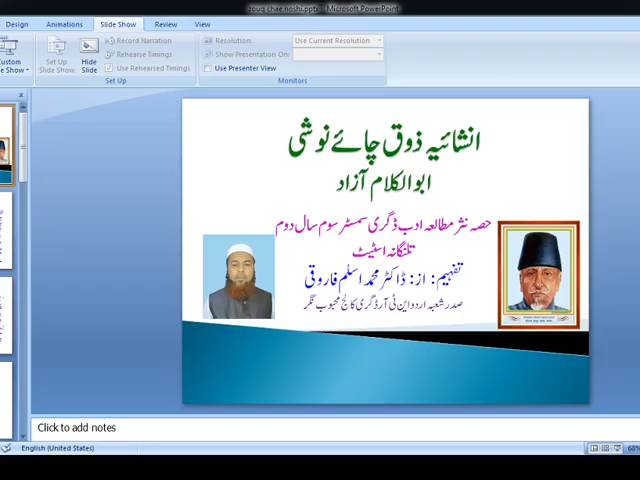 zouq chae noshi.pptx - Microsoft PowerPoint
Design Animations Slide Show Review View
Custom
Slide Show
Set Up
Slide Show
Hide
Slide
Record Narration
Rehearse Timings
Use Rehearsed Timings
Set Up
Resolution: Use Current Resolution
Show Presentation On:
Use Presenter View
Monitors
انشائیہ ذوق چائے نوشی
ابوالکلام آزاد
حصہ نثر مطالعہ ادب ڈگری سمسٹر سوم سال دوم
تلنگانہ اسٹیٹ
تفہیم: از: ڈاکٹر محمد اسلم فاروقی
صدر شعبہ اردو این ٹی آر ڈگری کالج محبوب نگر
Click to add notes
English (United States)
68%